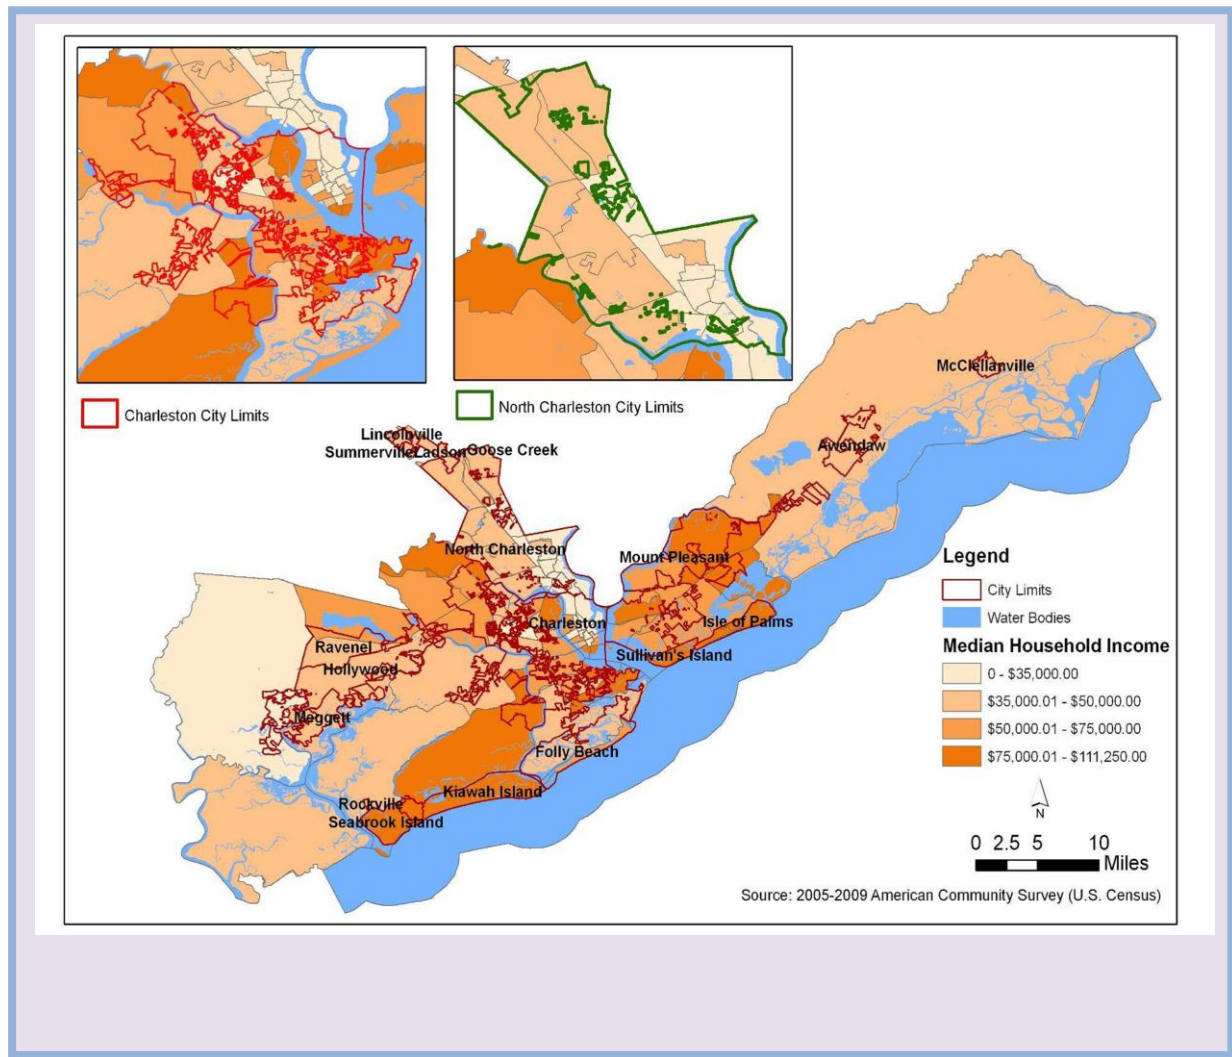 Charleston City Limits
North Charleston City Limits
McClellanville
Lincolnville
Summerville Ladson Goose Creek
Awendaw
North Charleston
Mount Pleasant
Charleston
Isle of Palms
Ravenel
Hollywood
Sullivan's Island
Meggett
Folly Beach
Rockville
Kiawah Island
Seabrook Island
Legend
City Limits
Water Bodies
Median Household Income
0 - $35,000.00
$35,000.01 - $50,000.00
$50,000.01 - $75,000.00
$75,000.01 - $111,250.00
N
0 2.5 5 10
Miles
Source: 2005-2009 American Community Survey (U.S. Census)